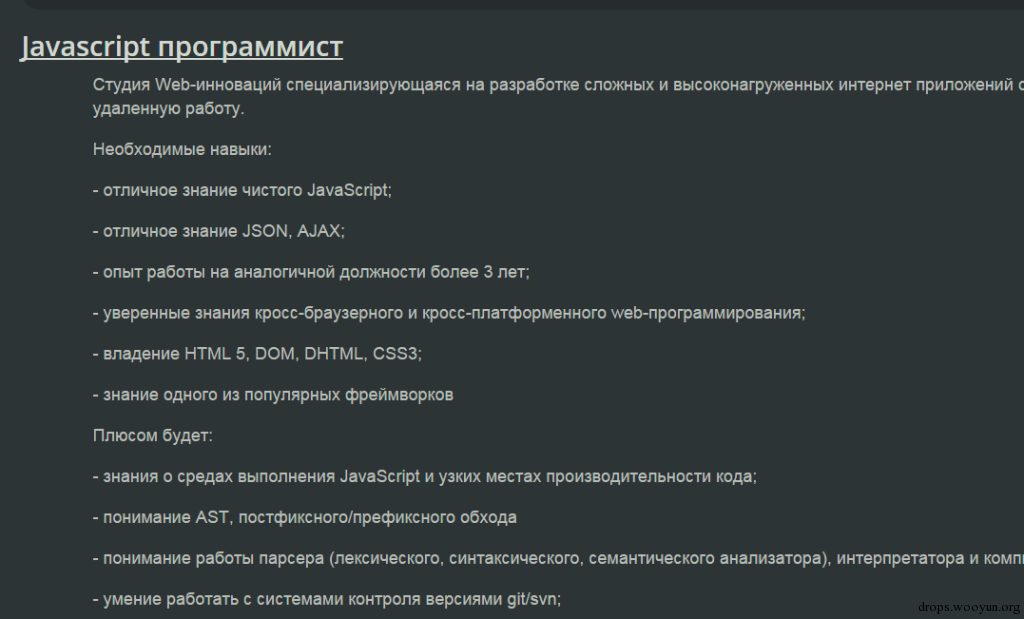 Javascript программист
Студия Web-инноваций специализирующаяся на разработке сложных и высоконагруженных интернет приложений
удаленную работу.
Необходимые навыки:
- отличное знание чистого JavaScript;
- отличное знание JSON, AJAX;
- опыт работы на аналогичной должности более 3 лет;
- уверенные знания кросс-браузерного и кросс-платформенного web-программирования;
- владение HTML 5, DOM, DHTML, CSS3;
- знание одного из популярных фреймворков
Плюсом будет:
- знания о средах выполнения JavaScript и узких местах производительности кода;
- понимание AST, постфиксного/префиксного обхода
- понимание работы парсера (лексического, синтаксического, семантического анализатора), интерпретатора и
- умение работать с системами контроля версиями git/svn;
drops.wooyun.org